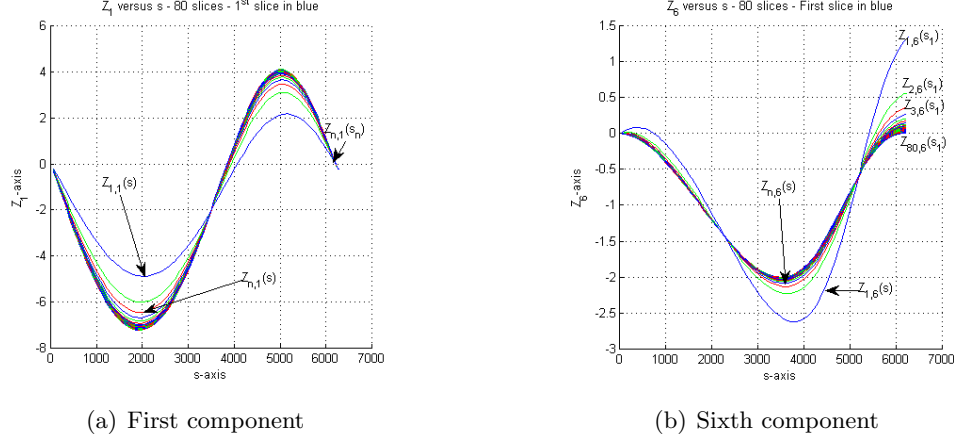 Z1 versus s - 80 slices - 1st slice in blue
6
4
2
0
-2
-4
-6
-8
Z1-axis
Zn,1(sn)
Z1,1(s)
Zn,1(s)
0 1000 2000 3000 4000 5000 6000 7000
s-axis
(a) First component
Z6 versus s - 80 slices - First slice in blue
1.5
1
0.5
0
-0.5
-1
-1.5
-2
-2.5
-3
Z6-axis
Z1,6(s1)
Z2,6(s1)
Z3,6(s1)
Z80,6(s1)
Zn,6(s)
Z1,6(s)
0 1000 2000 3000 4000 5000 6000 7000
s-axis
(b) Sixth component